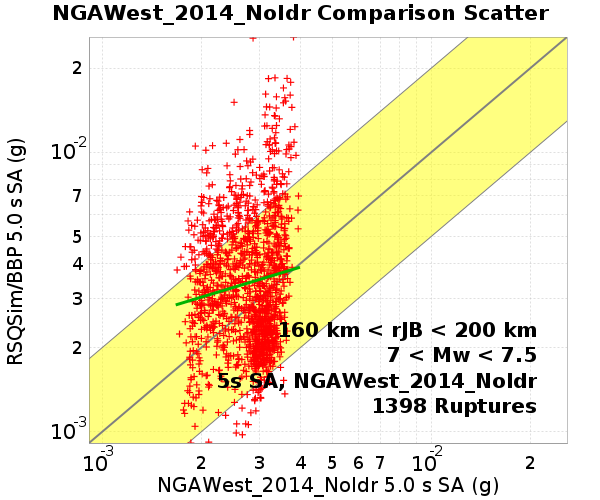 NGAWest_2014_NoIdr Comparison Scatter
RSQSim/BBP 5.0 s SA (g)
2
10-2
7
5
4
3
2
10-3
160 km < rJB < 200 km
7 < Mw < 7.5
5s SA, NGAWest_2014_NoIdr
1398 Ruptures
10-3 2 3 4 5 6 7 10-2 2
NGAWest_2014_NoIdr 5.0 s SA (g)